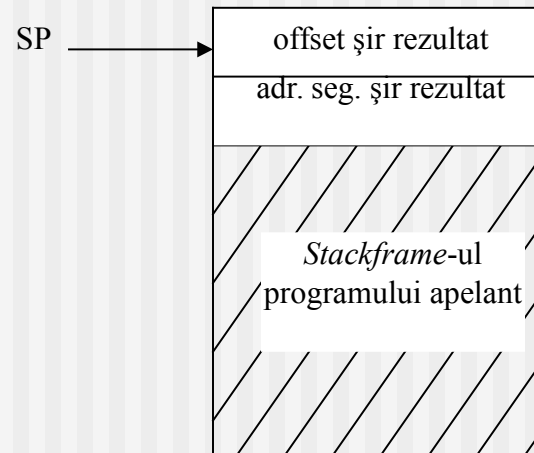 SP
offset şir rezultat
adr. seg. şir rezultat
Stackframe-ul
programului apelant